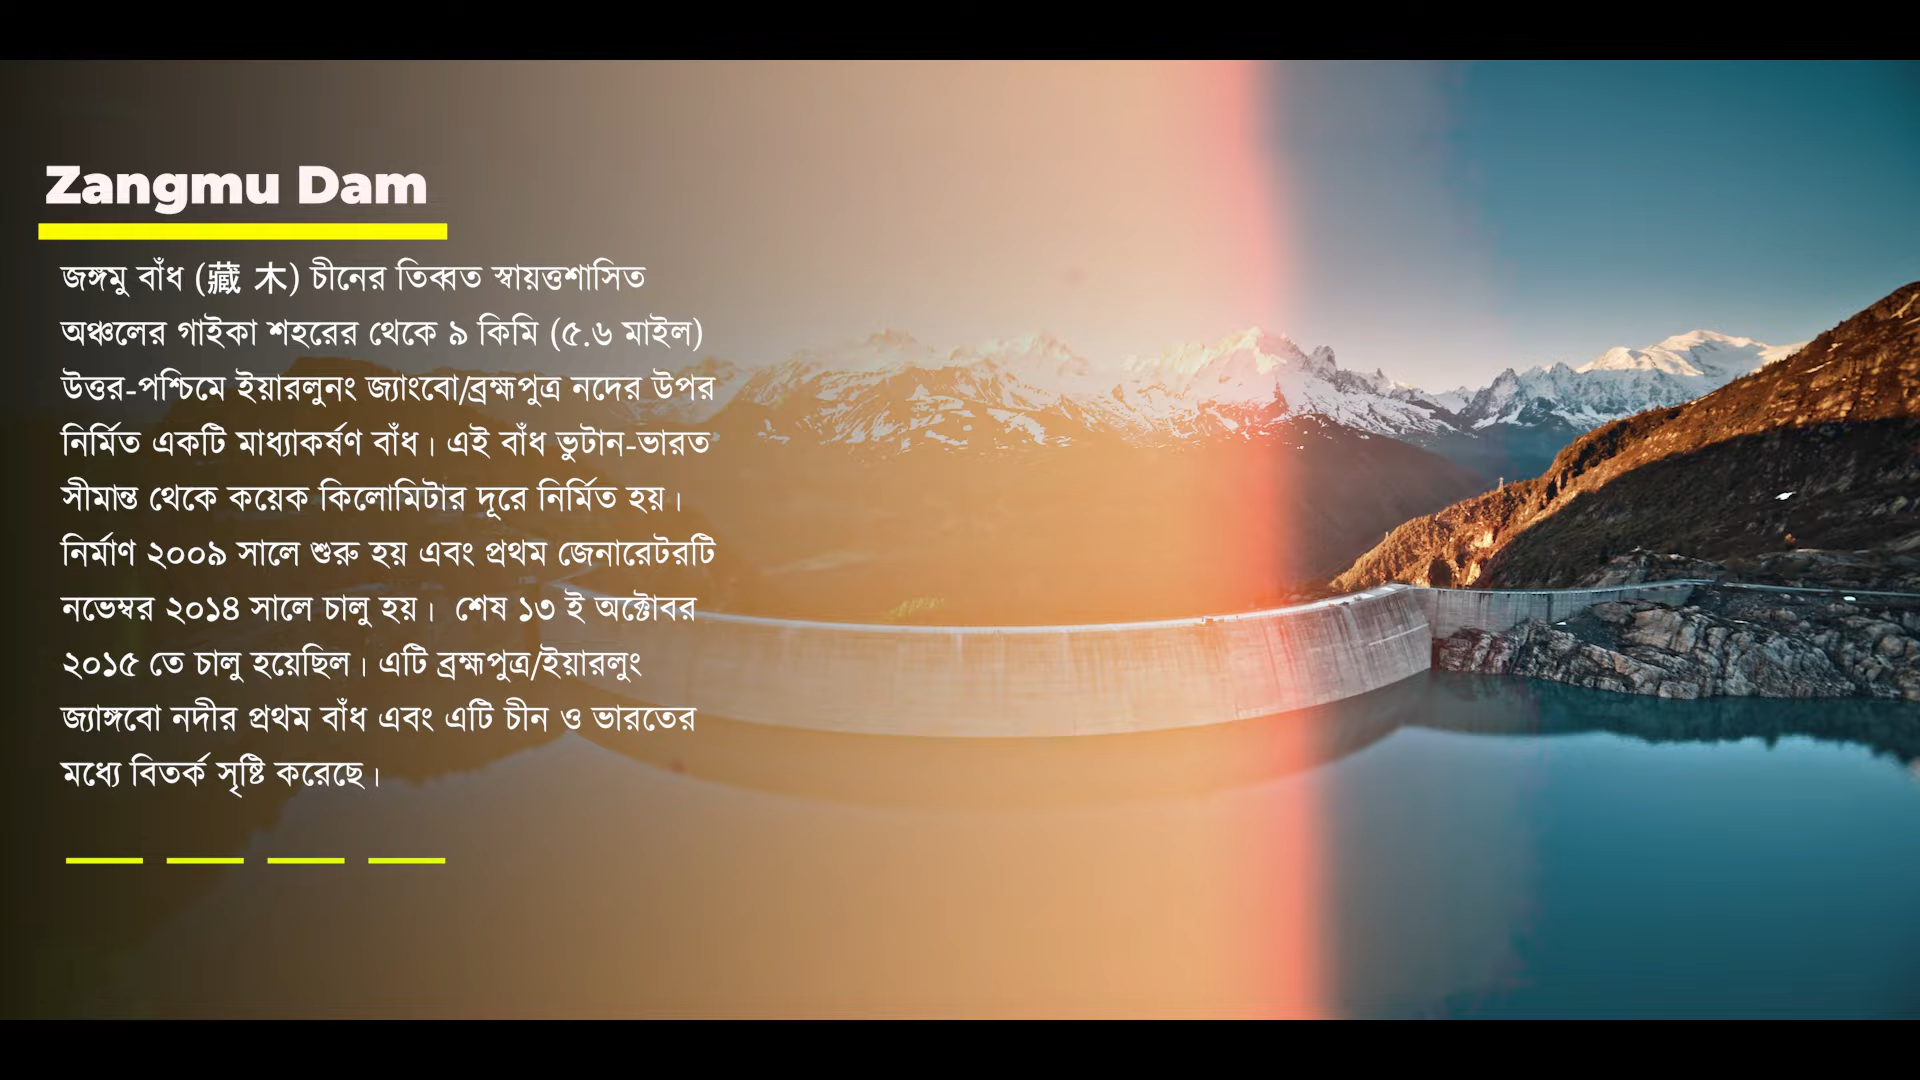 Zangmu Dam
জঙ্গমু বাঁধ (藏 木) চীনের তিব্বত স্বায়ত্তশাসিত
অঞ্চলের গাইকা শহরের থেকে ৯ কিমি (৫.৬ মাইল)
উত্তর-পশ্চিমে ইয়ারলুনং জ্যাংবো/ব্রহ্মপুত্র নদের উপর
নির্মিত একটি মাধ্যাকর্ষণ বাঁধ। এই বাঁধ ভুটান-ভারত
সীমান্ত থেকে কয়েক কিলোমিটার দূরে নির্মিত হয়।
নির্মাণ ২০০৯ সালে শুরু হয় এবং প্রথম জেনারেটরটি
নভেম্বর ২০১৪ সালে চালু হয়। শেষ ১৩ ই অক্টোবর
২০১৫ তে চালু হয়েছিল। এটি ব্রহ্মপুত্র/ইয়ারলুং
জ্যাঙ্গবো নদীর প্রথম বাঁধ এবং এটি চীন ও ভারতের
মধ্যে বিতর্ক সৃষ্টি করেছে।